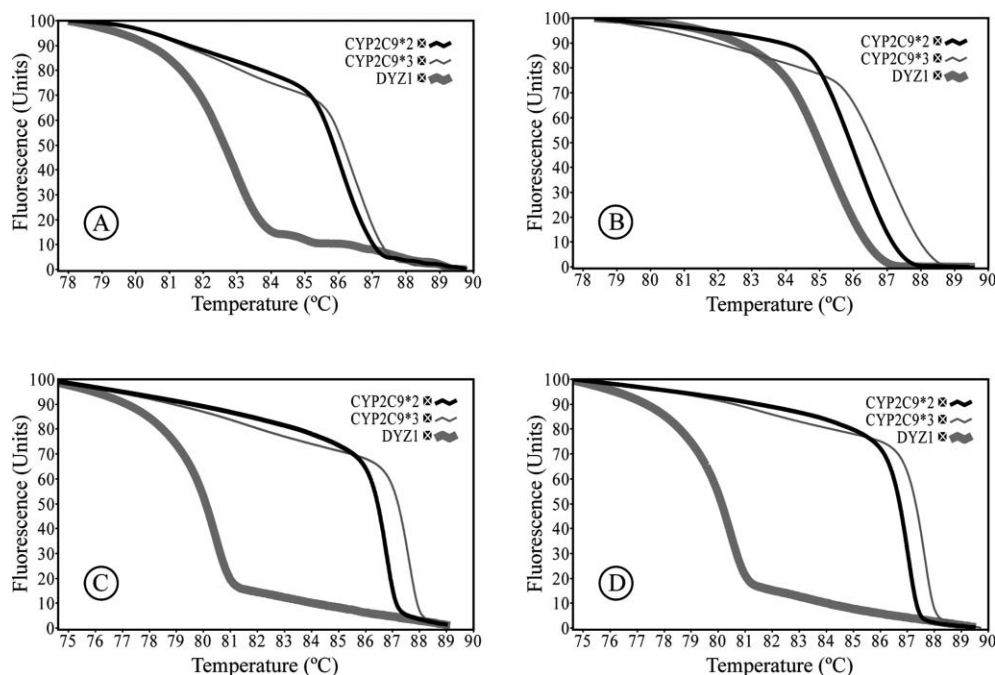 Fluorescence (Units)
100
90
80
70
60
50
40
30
20
10
0
CYP2C9*2
CYP2C9*3
DYZ1
A
78 79 80 81 82 83 84 85 86 87 88 89 90
Temperature (ºC)
Fluorescence (Units)
100
90
80
70
60
50
40
30
20
10
0
CYP2C9*2
CYP2C9*3
DYZ1
B
78 79 80 81 82 83 84 85 86 87 88 89 90
Temperature (ºC)
Fluorescence (Units)
100
90
80
70
60
50
40
30
20
10
0
CYP2C9*2
CYP2C9*3
DYZ1
C
75 77 78 79 80 81 82 83 84 85 86 87 88 89 90
Temperature (ºC)
Fluorescence (Units)
100
90
80
70
60
50
40
30
20
10
0
CYP2C9*2
CYP2C9*3
DYZ1
D
75 77 78 79 80 81 82 83 84 85 86 87 88 89 90
Temperature (ºC)